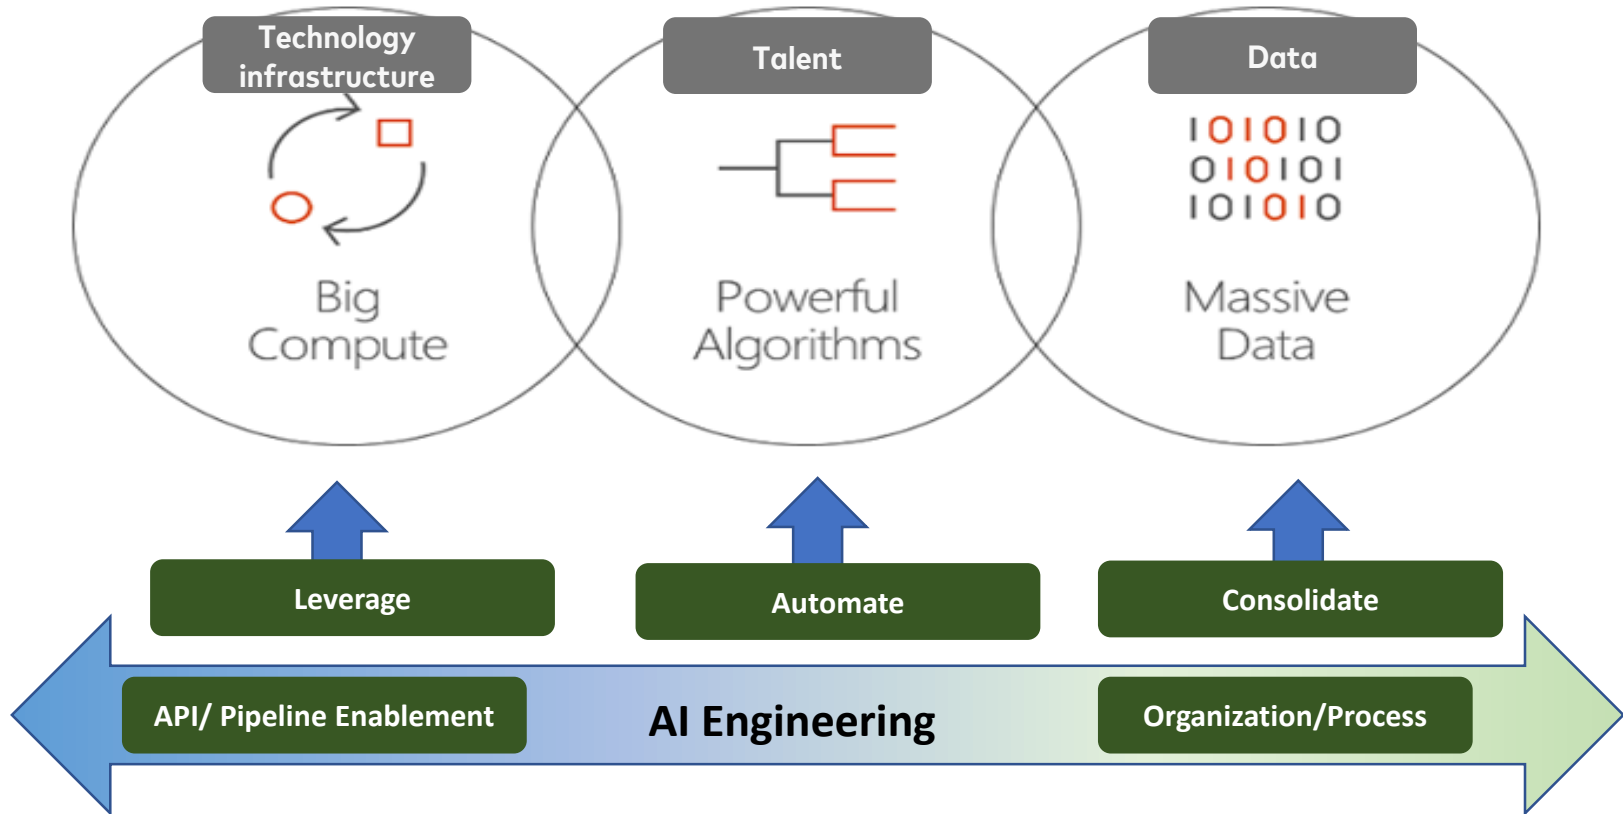 Technology
infrastructure
Talent
Data
IOIOIO
OIOIOI
IOIOIO
Big
Compute
Powerful
Algorithms
Massive
Data
Leverage
Automate
Consolidate
API/ Pipeline Enablement
AI Engineering
Organization/Process